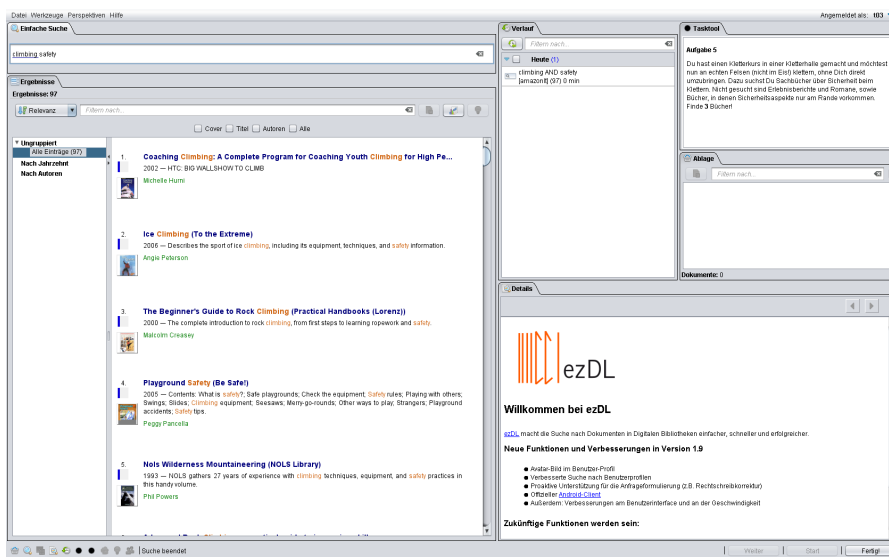 Datei Werkzeuge Perspektiven Hilfe
Angemeldet als: t03
Einfache Suche
climbing safety
Ergebnisse
Ergebnisse: 97
Relevanz
Filtern nach...
Cover Titel Autoren Alle
Ungruppiert
Alle Einträge (97)
Nach Jahrzehnt
Nach Autoren
1.
Coaching Climbing: A Complete Program for Coaching Youth Climbing for High Pe...
2002 — HTC: BIG WALLSHOW TO CLIMB
Michelle Hurni
2.
Ice Climbing (To the Extreme)
2006 — Describes the sport of ice climbing, including its equipment, techniques, and safety information.
Angie Peterson
3.
The Beginner's Guide to Rock Climbing (Practical Handbooks (Lorenz))
2000 — The complete introduction to rock climbing, from first steps to learning ropework and safety.
Malcolm Creasey
4.
Playground Safety (Be Safe!)
2005 — Contents: What is safety?; Safe playgrounds; Check the equipment; Safety rules; Playing with others;
Swings; Slides; Climbing equipment; Seesaws; Merry-go-rounds; Other ways to play; Strangers; Playground
accidents; Safety tips.
Peggy Pancella
5.
Nols Wilderness Mountaineering (NOLS Library)
1993 — NOLS gathers 27 years of experience with climbing techniques, equipment, and safety practices in
this handy volume.
Phil Powers
Suche beendet
Verlauf
Filtern nach...
Heute (1)
climbing AND safety
[amazonIt] (97) 0 min
Tasktool
Aufgabe 5
Du hast einen Kletterkurs in einer Kletterhalle gemacht und möchtest
nun an echten Felsen (nicht im Eis!) klettern, ohne Dich direkt
umzubringen. Dazu suchst Du Sachbücher über Sicherheit beim
Klettern. Nicht gesucht sind Erlebnisberichte und Romane, sowie
Bücher, in denen Sicherheitsaspekte nur am Rande vorkommen.
Finde 3 Bücher!
Ablage
Filtern nach...
Dokumente: 0
Details
ezDL
Willkommen bei ezDL
ezDL macht die Suche nach Dokumenten in Digitalen Bibliotheken einfacher, schneller und erfolgreicher.
Neue Funktionen und Verbesserungen in Version 1.9
Avatar-Bild im Benutzer-Profil
Verbesserte Suche nach Benutzerprofilen
Proaktive Unterstützung für die Anfrageformulierung (z.B. Rechtschreibkorrektur)
Offizieller Android-Client
Außerdem: Verbesserungen am Benutzerinterface und an der Geschwindigkeit
Zukünftige Funktionen werden sein:
Weiter
Start
Fertig!